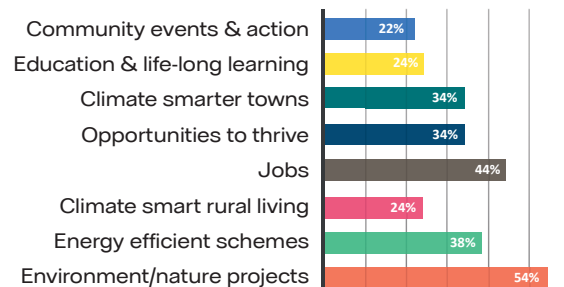 Community events & action 22%
Education & life-long learning 24%
Climate smarter towns 34%
Opportunities to thrive 34%
Jobs 44%
Climate smart rural living 24%
Energy efficient schemes 38%
Environment/nature projects 54%